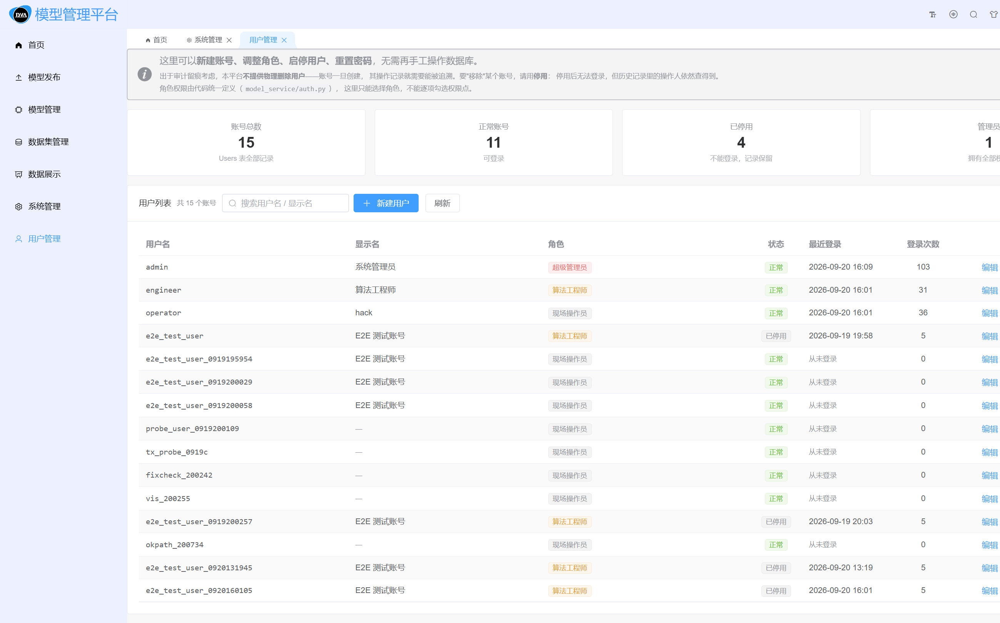 DVA 模型管理平台
首页
模型发布
模型管理
数据集管理
数据展示
系统管理
用户管理
首页 系统管理 用户管理
这里可以新建账号、调整角色、启停用户、重置密码，无需再手工操作数据库。
出于审计留痕考虑，本平台不提供物理删除用户——账号一旦创建， 其操作记录就需要能被追溯。要"移除"某个账号，请用停用： 停用后无法登录，但历史记录里的操作人依然查得到。
角色权限由代码统一定义（ model_service/auth.py ）， 这里只能选择角色，不能逐项勾选权限点。
账号总数
15
Users 表全部记录
正常账号
11
可登录
已停用
4
不能登录，记录保留
管理员
1
拥有全部权
用户列表 共 15 个账号 搜索用户名 / 显示名 新建用户 刷新
用户名 显示名 角色 状态 最近登录 登录次数
admin 系统管理员 超级管理员 正常 2026-09-20 16:09 103 编辑
engineer 算法工程师 算法工程师 正常 2026-09-20 16:01 31 编辑
operator hack 现场操作员 正常 2026-09-20 16:01 36 编辑
e2e_test_user E2E 测试账号 算法工程师 已停用 2026-09-19 19:58 5 编辑
e2e_test_user_0919195954 E2E 测试账号 现场操作员 正常 从未登录 0 编辑
e2e_test_user_0919200029 E2E 测试账号 现场操作员 正常 从未登录 0 编辑
e2e_test_user_0919200058 E2E 测试账号 现场操作员 正常 从未登录 0 编辑
probe_user_0919200109 — 现场操作员 正常 从未登录 0 编辑
tx_probe_0919c — 现场操作员 正常 从未登录 0 编辑
fixcheck_200242 — 现场操作员 正常 从未登录 0 编辑
vis_200255 — 现场操作员 正常 从未登录 0 编辑
e2e_test_user_0919200257 E2E 测试账号 算法工程师 已停用 2026-09-19 20:03 5 编辑
okpath_200734 — 现场操作员 正常 从未登录 0 编辑
e2e_test_user_0920131945 E2E 测试账号 算法工程师 已停用 2026-09-20 13:19 5 编辑
e2e_test_user_0920160105 E2E 测试账号 算法工程师 已停用 2026-09-20 16:01 5 编辑